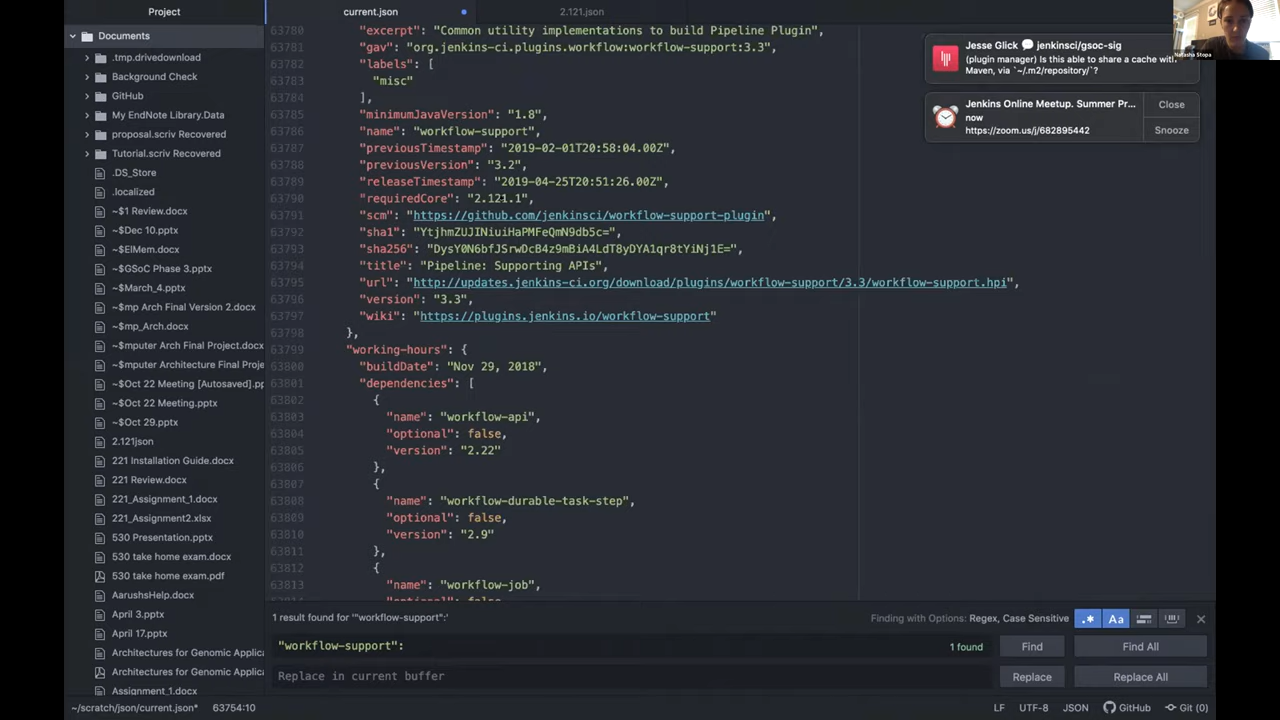 Project
current.json
2.121.json
Documents
.tmp.drivedownload
Background Check
GitHub
My EndNote Library.Data
proposal.scriv Recovered
Tutorial.scriv Recovered
.DS_Store
.localized
~$1 Review.docx
~$Dec 10.pptx
~$ElMem.docx
~$GSoC Phase 3.pptx
~$March_4.pptx
~$mp Arch Final Version 2.docx
~$mp_Arch.docx
~$mputer Arch Final Project.docx
~$mputer Architecture Final Proje
~$Oct 22 Meeting [Autosaved].pp
~$Oct 22 Meeting.pptx
~$Oct 29.pptx
2.121json
221 Installation Guide.docx
221 Review.docx
221_Assignment_1.docx
221_Assignment2.xlsx
530 Presentation.pptx
530 take home exam.docx
530 take home exam.pdf
AarushsHelp.docx
April 3.pptx
April 17.pptx
Architectures for Genomic Applica
Architectures for Genomic Applica
Assignment_1.docx
63780 "excerpt": "Common utility implementations to build Pipeline Plugin",
63781 "gav": "org.jenkins-ci.plugins.workflow:workflow-support:3.3",
63782 "labels": [
63783 "misc"
63784 ],
63785 "minimumJavaVersion": "1.8",
63786 "name": "workflow-support",
63787 "previousTimestamp": "2019-02-01T20:58:04.00Z",
63788 "previousVersion": "3.2",
63789 "releaseTimestamp": "2019-04-25T20:51:26.00Z",
63790 "requiredCore": "2.121.1",
63791 "scm": "https://github.com/jenkinsci/workflow-support-plugin",
63792 "sha1": "YtjhmZUJINiuiHaPMFeQmN9db5c=",
63793 "sha256": "DysY0N6bfJSrwDcB4z9mBiA4LdT8yDYA1qr8tYiNj1E=",
63794 "title": "Pipeline: Supporting APIs",
63795 "url": "http://updates.jenkins-ci.org/download/plugins/workflow-support/3.3/workflow-support.hpi",
63796 "version": "3.3",
63797 "wiki": "https://plugins.jenkins.io/workflow-support"
63798 },
63799 "working-hours": {
63800 "buildDate": "Nov 29, 2018",
63801 "dependencies": [
63802 {
63803 "name": "workflow-api",
63804 "optional": false,
63805 "version": "2.22"
63806 },
63807 {
63808 "name": "workflow-durable-task-step",
63809 "optional": false,
63810 "version": "2.9"
63811 },
63812 {
63813 "name": "workflow-job",
Jesse Glick 💬 jenkinsci/gsoc-sig
(plugin manager) Is this able to share a cache with
Maven, via `~/.m2/repository/`?
Jenkins Online Meetup. Summer Pr...
now
https://zoom.us/j/682895442
Close
Snooze
Natasha Stopa
1 result found for '"workflow-support":'
Finding with Options: Regex, Case Sensitive
.*
Aa
"workflow-support":
1 found
Find
Find All
Replace in current buffer
Replace
Replace All
~/scratch/json/current.json*
63754:10
LF
UTF-8
JSON
GitHub
Git (0)